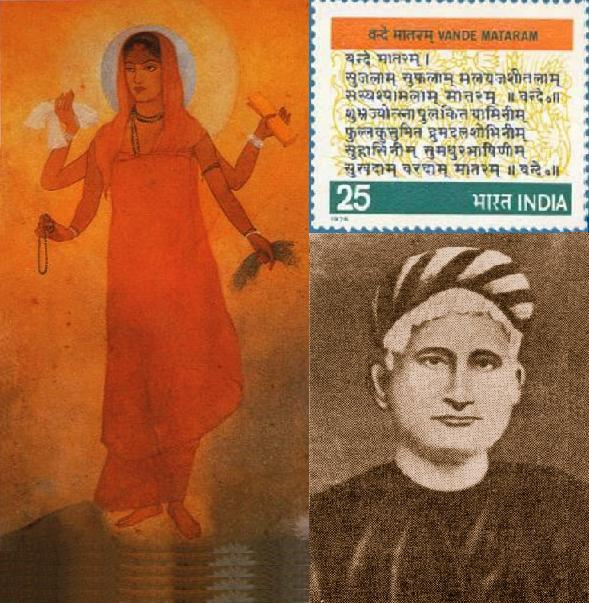 वन्दे मातरम् VANDE MATARAM
वन्दे मातरम् ।
सुजलाम् सुफलाम् मलयजशीतलाम्
सस्यश्यामलाम् मातरम् ॥ वन्दे॰॥
शुभ्रज्योत्स्नापुलकितयामिनीम्
फुल्लकुसुमित द्रुमदलशोभिनीम्
सुहासिनीम् सुमधुरभाषिणीम्
सुखदाम् वरदाम् मातरम् ॥ वन्दे॰॥
25 भारत INDIA
1976